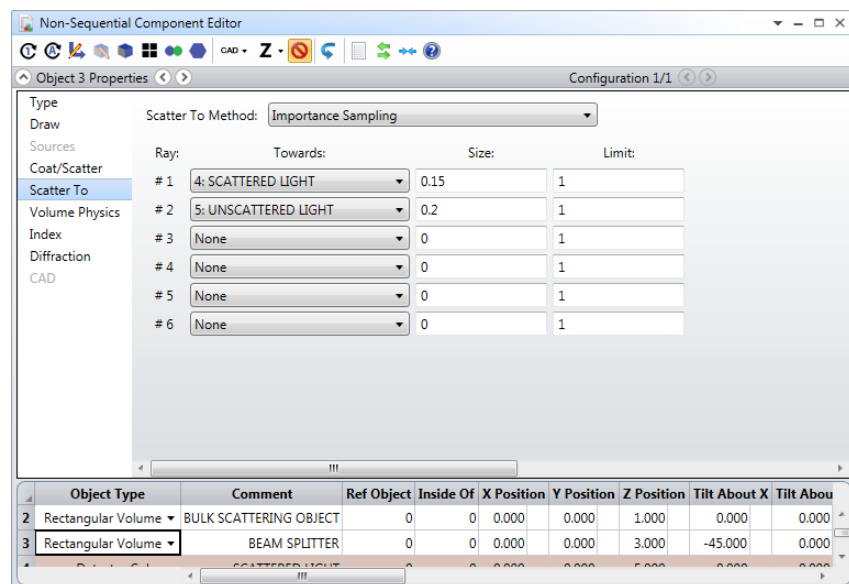 Non-Sequential Component Editor
CAD Z
Object 3 Properties Configuration 1/1
Type
Draw
Sources
Coat/Scatter
Scatter To
Volume Physics
Index
Diffraction
CAD
Scatter To Method: Importance Sampling
Ray: Towards: Size: Limit:
# 1 4: SCATTERED LIGHT 0.15 1
# 2 5: UNSCATTERED LIGHT 0.2 1
# 3 None 0 1
# 4 None 0 1
# 5 None 0 1
# 6 None 0 1
Object Type Comment Ref Object Inside Of X Position Y Position Z Position Tilt About X Tilt Abou
2 Rectangular Volume BULK SCATTERING OBJECT 0 0 0.000 0.000 1.000 0.000 0.000
3 Rectangular Volume BEAM SPLITTER 0 0 0.000 0.000 3.000 -45.000 0.000